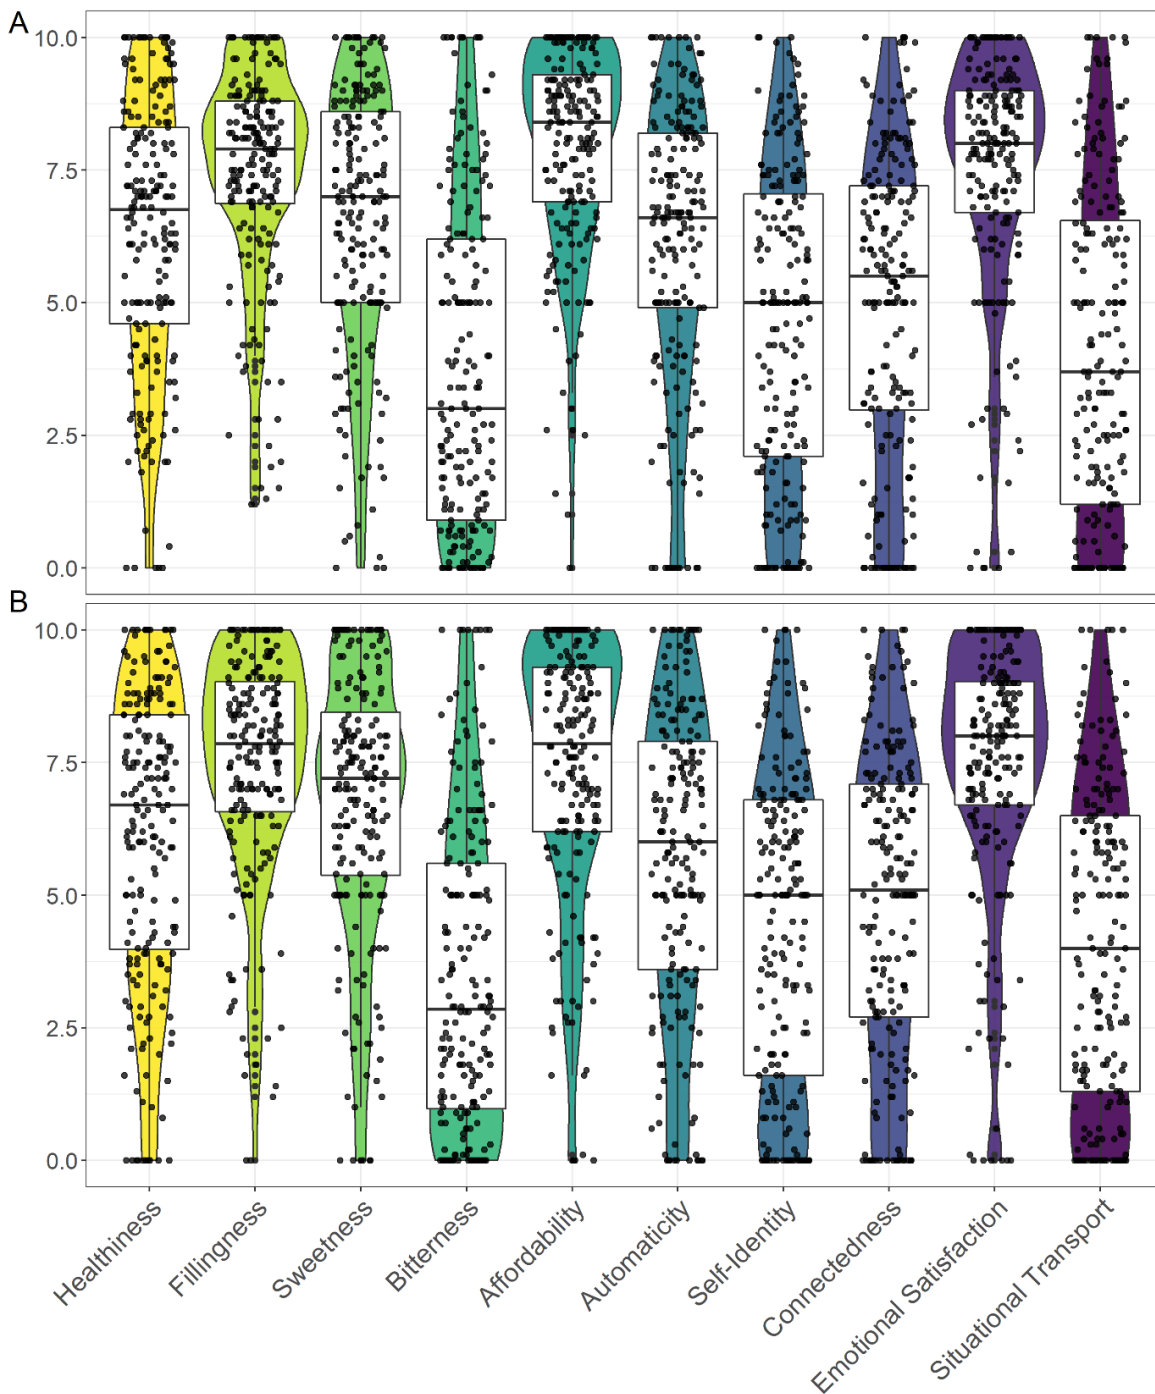 A
10.0
7.5
5.0
2.5
0.0
B
10.0
7.5
5.0
2.5
0.0
Healthiness
Fillingness
Sweetness
Bitterness
Affordability
Automaticity
Self-Identity
Connectedness
Emotional Satisfaction
Situational Transport